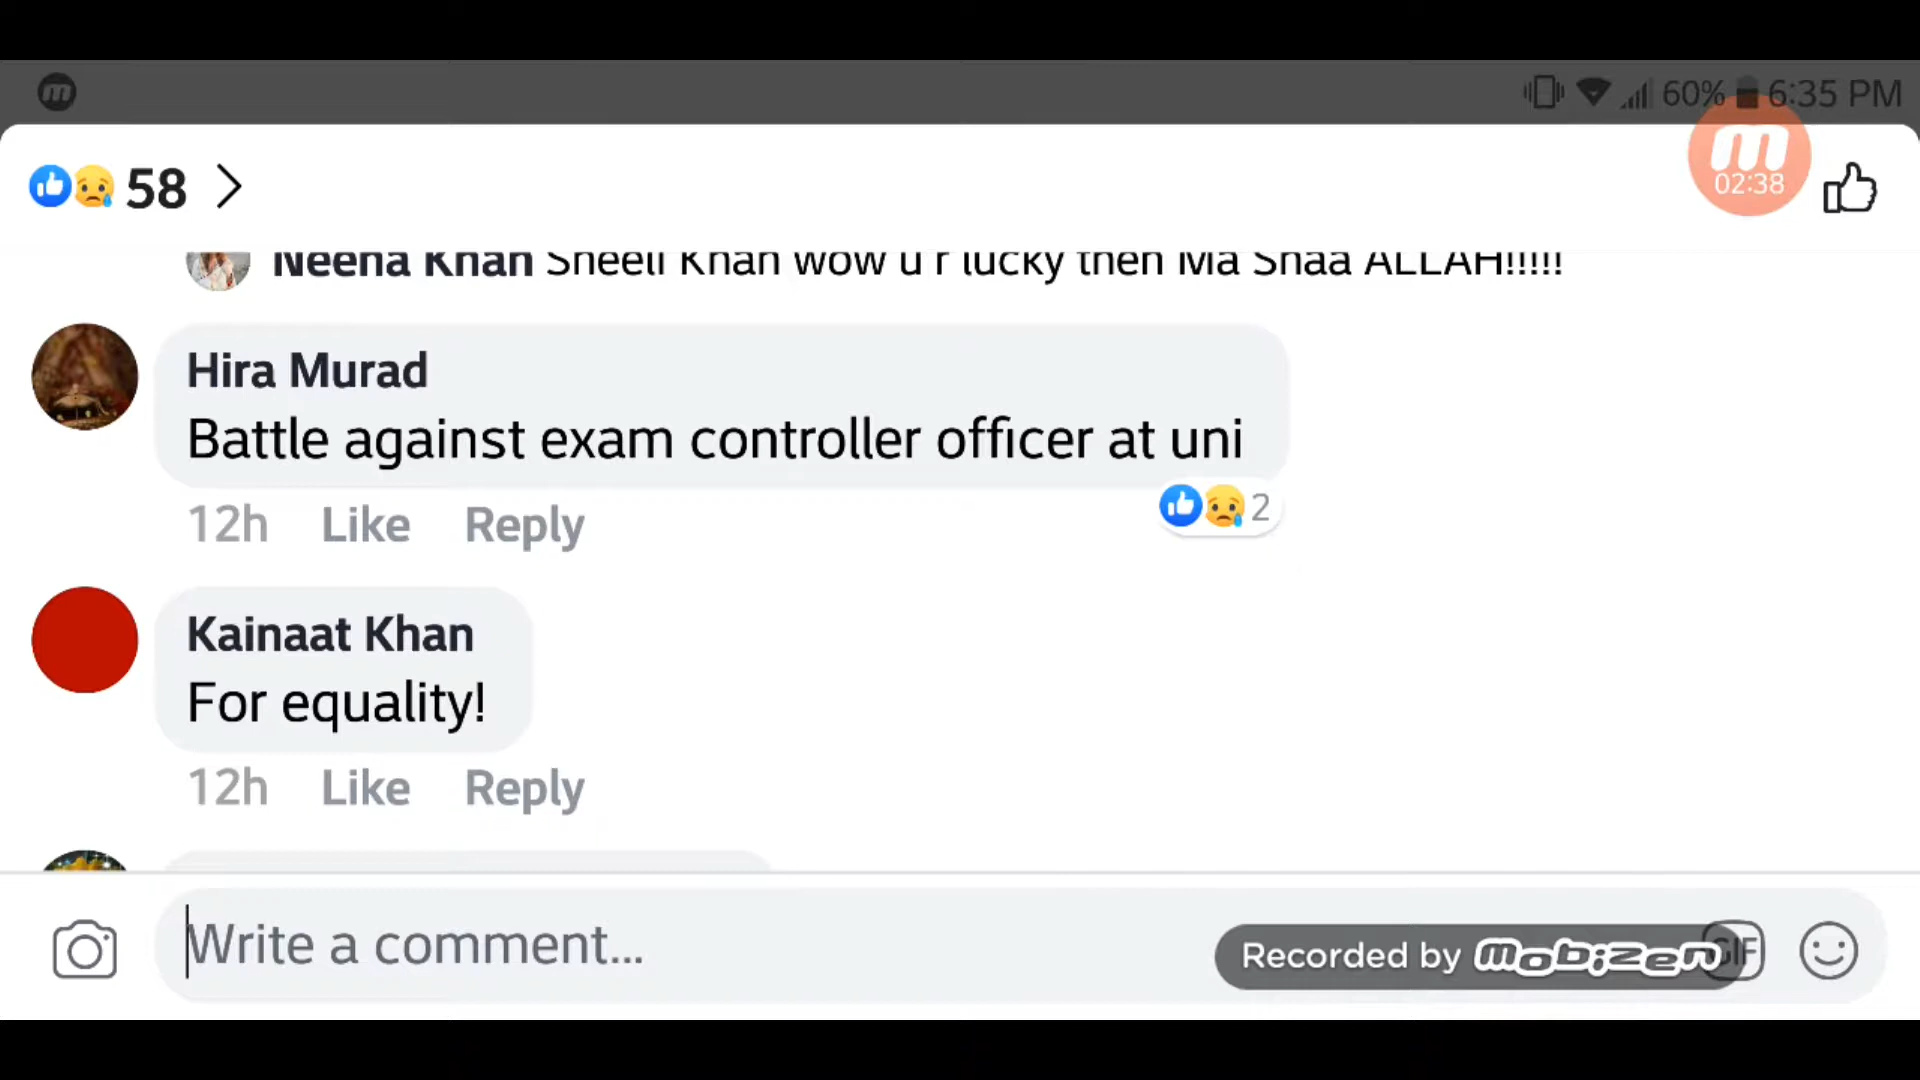 60% 6:35 PM
58
02:38
Neena Khan Sheeli Khan wow u r lucky then Ma Shaa ALLAH!!!!!
Hira Murad
Battle against exam controller officer at uni
2
12h Like Reply
Kainaat Khan
For equality!
12h Like Reply
Write a comment...
Recorded by mobizen
GIF